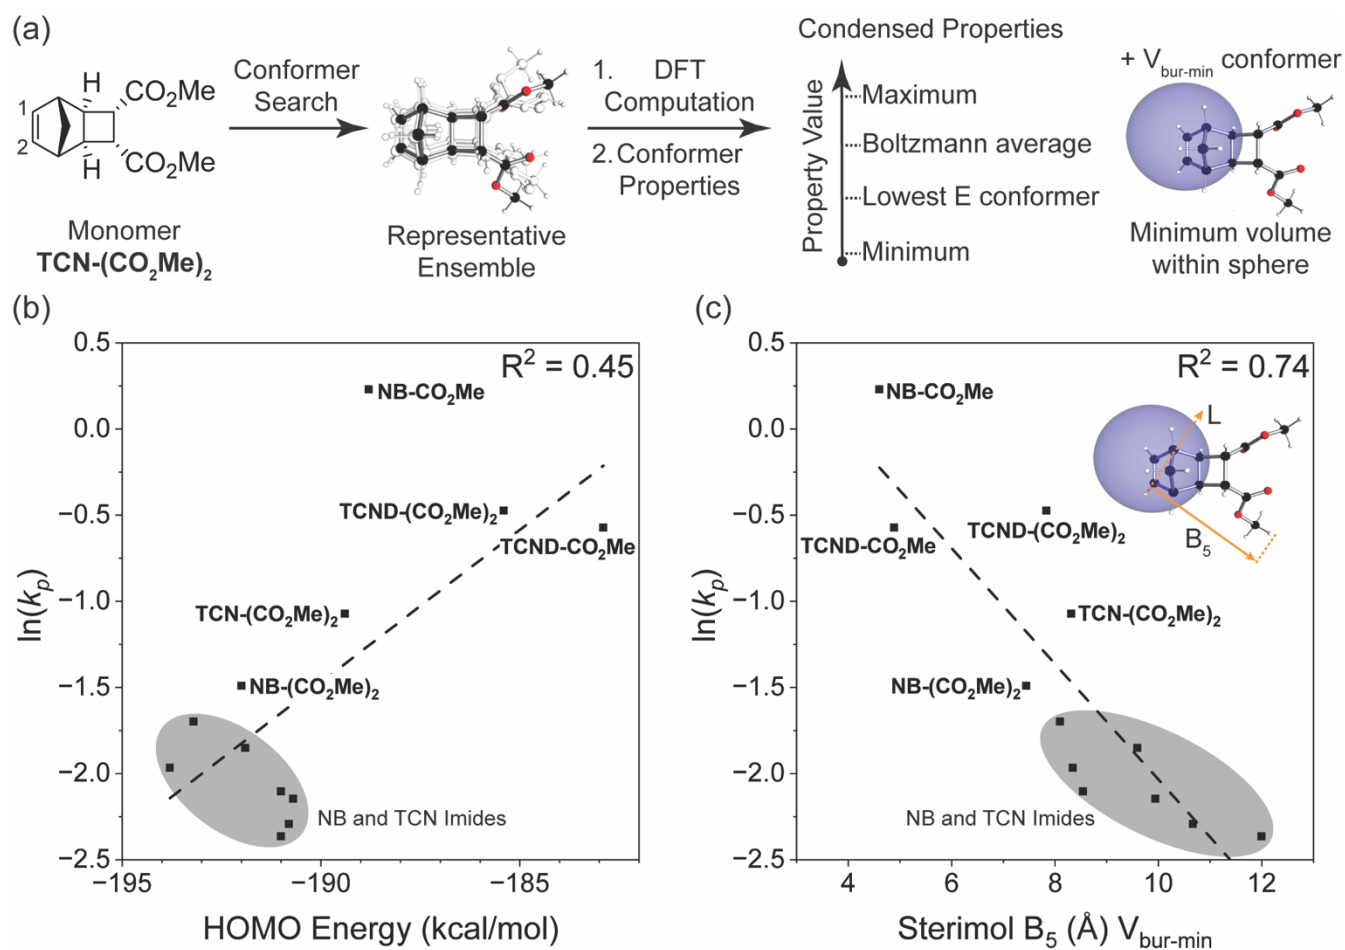 (a)
H
CO₂Me
1
2
CO₂Me
H
Monomer
TCN-(CO₂Me)₂
Conformer
Search
Representative
Ensemble
1. DFT
Computation
2. Conformer
Properties
Condensed Properties
Property Value
Maximum
Boltzmann average
Lowest E conformer
Minimum
+ V_bur-min conformer
Minimum volume
within sphere
(b)
R² = 0.45
NB-CO₂Me
TCND-(CO₂Me)₂
TCND-CO₂Me
TCN-(CO₂Me)₂
NB-(CO₂Me)₂
NB and TCN Imides
ln(kₚ)
0.5
0.0
−0.5
−1.0
−1.5
−2.0
−2.5
−195
−190
−185
HOMO Energy (kcal/mol)
(c)
R² = 0.74
NB-CO₂Me
L
B₅
TCND-CO₂Me
TCND-(CO₂Me)₂
TCN-(CO₂Me)₂
NB-(CO₂Me)₂
NB and TCN Imides
ln(kₚ)
0.5
0.0
−0.5
−1.0
−1.5
−2.0
−2.5
4
6
8
10
12
Sterimol B₅ (Å) V_bur-min